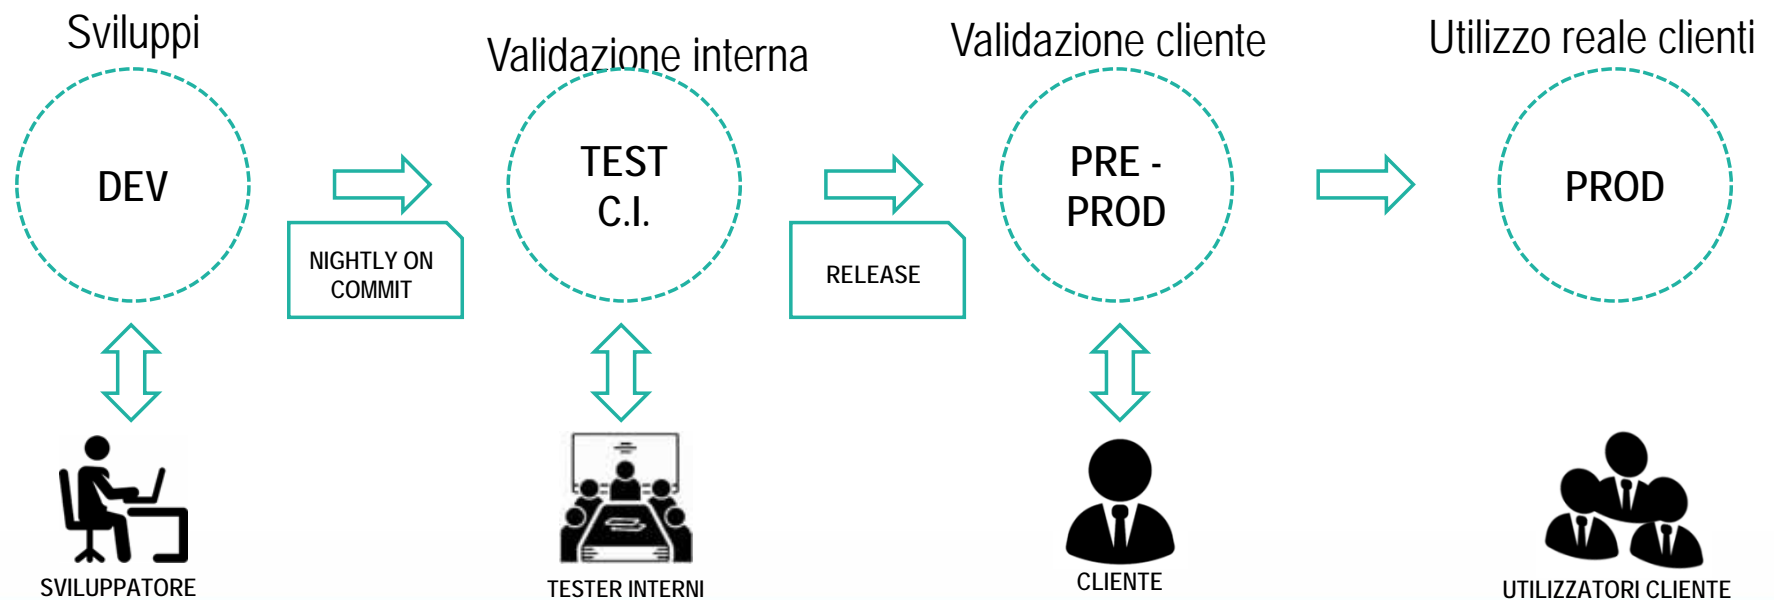 Sviluppi
Validazione interna
Validazione cliente
Utilizzo reale clienti
DEV
TEST
C.I.
PRE -
PROD
PROD
NIGHTLY ON
COMMIT
RELEASE
SVILUPPATORE
TESTER INTERNI
CLIENTE
UTILIZZATORI CLIENTE